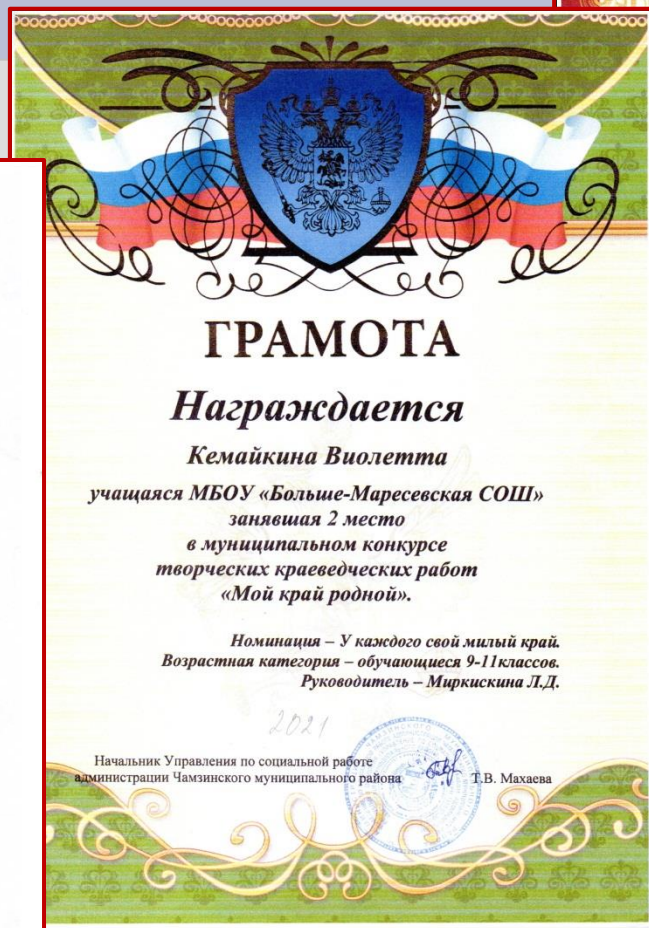 ГРАМОТА
Награждается
Кемайкина Виолетта
учащаяся МБОУ «Больше-Маресевская СОШ»
занявшая 2 место
в муниципальном конкурсе
творческих краеведческих работ
«Мой край родной».
Номинация – У каждого свой милый край.
Возрастная категория – обучающиеся 9-11классов.
Руководитель – Миркискина Л.Д.
2021
Начальник Управления по социальной работе
администрации Чамзинского муниципального района Т.В. Махаева